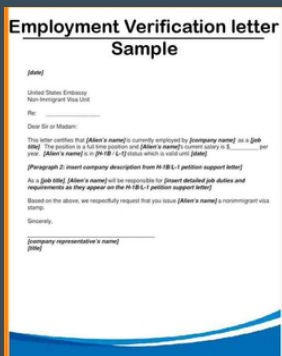 Employment Verification letter
Sample
[date]
United States Embassy
Non-Immigrant Visa Unit
Re:
Dear Sir or Madam:
This letter certifies that [Alien's name] is currently employed by [company name] as a [job
title]. The position is a full time position and [Alien's name]'s current salary is $________ per
year. [Alien's name] is in [H-1B / L-1] status which is valid until [date].
[Paragraph 2: insert company description from H-1B/L-1 petition support letter]
As a [job title], [Alien's name] will be responsible for [insert detailed job duties and
requirements as they appear on the H-1B/L-1 petition support letter]
Based on the above, we respectfully request that you issue [Alien's name] a nonimmigrant visa
stamp.
Sincerely,
[company representative's name]
[title]